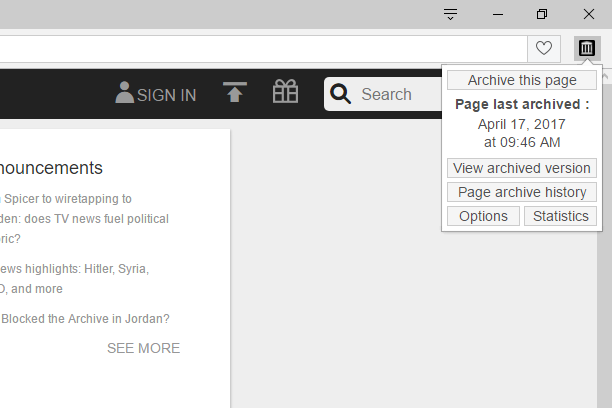 SIGN IN
Search
Archive this page
Page last archived :
April 17, 2017
at 09:46 AM
View archived version
Page archive history
Options Statistics
nouncements
Spicer to wiretapping to
den: does TV news fuel political
ric?
ews highlights: Hitler, Syria,
, and more
Blocked the Archive in Jordan?
SEE MORE